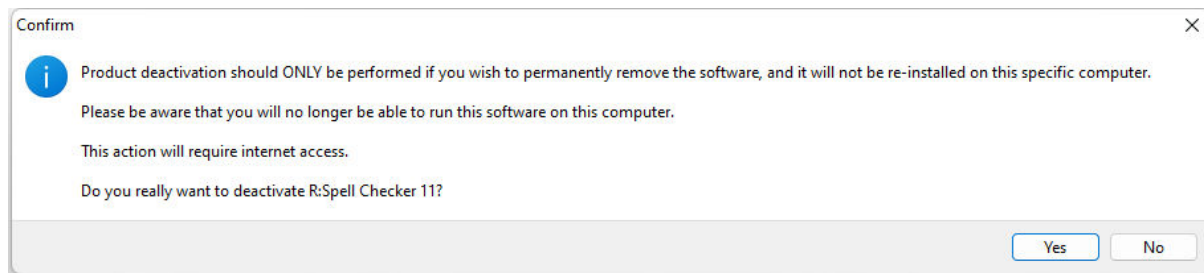 Confirm
Product deactivation should ONLY be performed if you wish to permanently remove the software, and it will not be re-installed on this specific computer.
Please be aware that you will no longer be able to run this software on this computer.
This action will require internet access.
Do you really want to deactivate R:Spell Checker 11?
Yes No